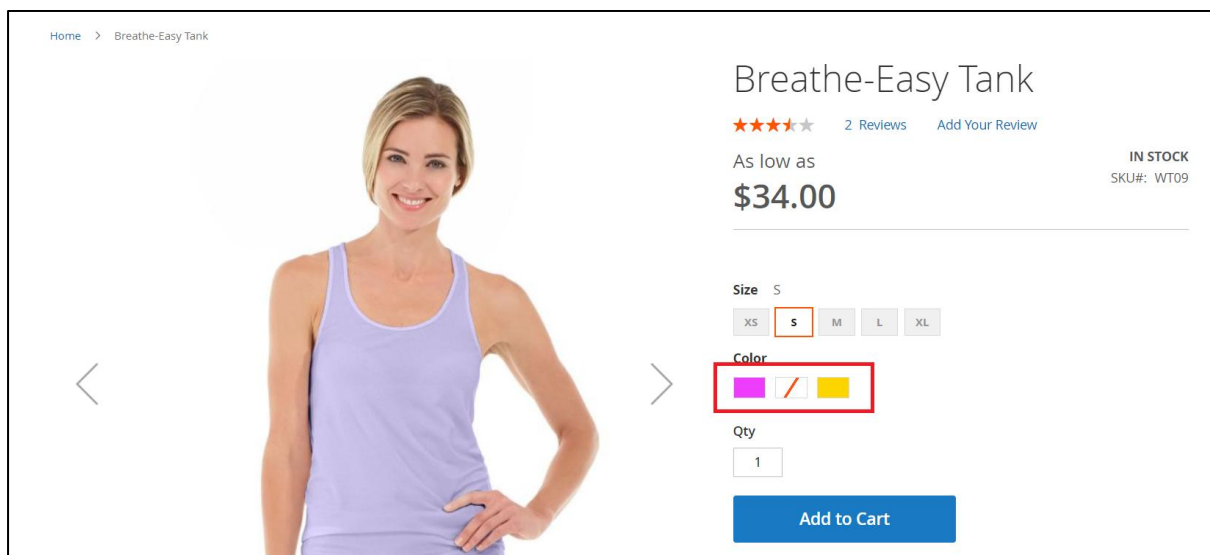 Home > Breathe-Easy Tank
Breathe-Easy Tank
2 Reviews Add Your Review
As low as
$34.00
IN STOCK
SKU#: WT09
Size S
XS S M L XL
Color
Qty
1
Add to Cart